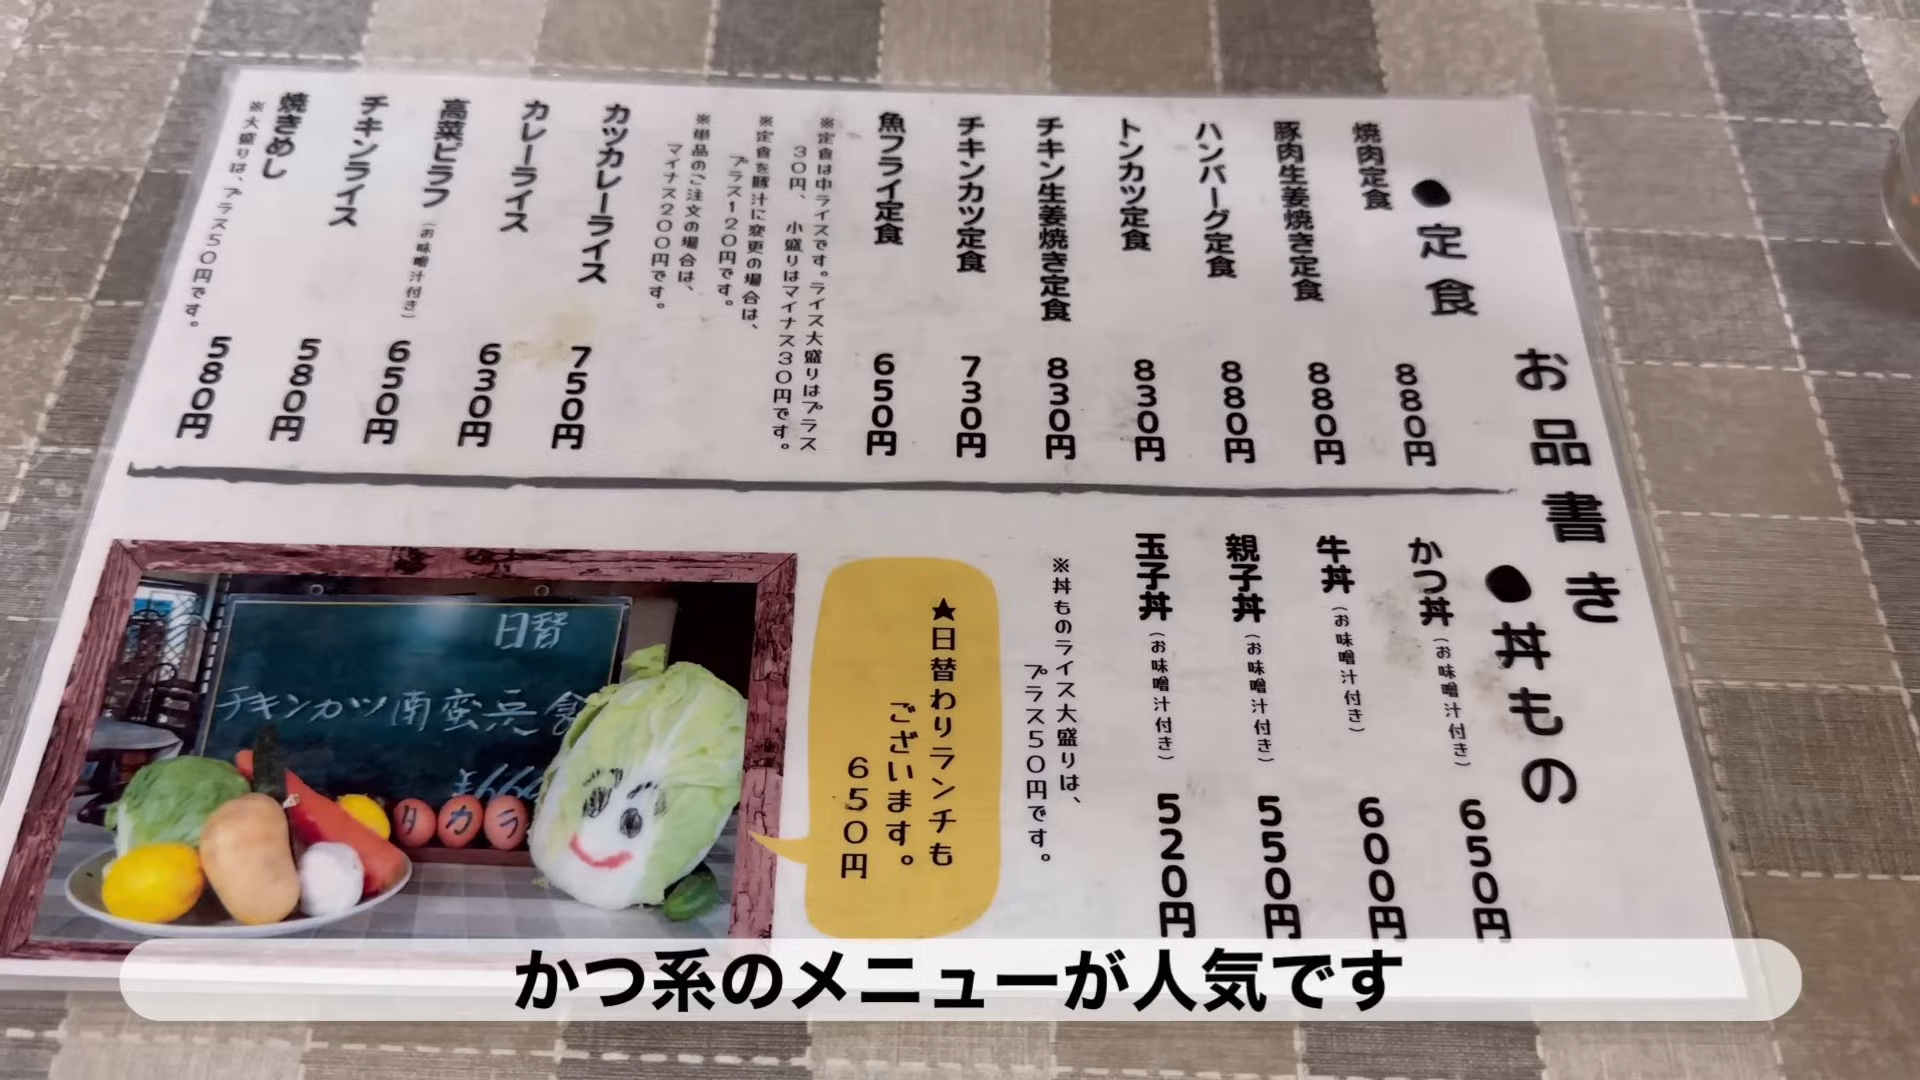 お品書き
●定食
焼肉定食 880円
豚肉生姜焼き定食 880円
ハンバーグ定食 880円
トンカツ定食 830円
チキン生姜焼き定食 830円
チキンカツ定食 730円
魚フライ定食 650円
※定食は中ライスです。ライス大盛りはプラス
30円、小盛りはマイナス30円です。
※定食を豚汁に変更の場合は、
プラス120円です。
※単品のご注文の場合は、
マイナス200円です。
カツカレーライス 750円
カレーライス 630円
高菜ピラフ（お味噌汁付き） 650円
チキンライス 580円
焼きめし 580円
※大盛りは、プラス50円です。
●丼もの
かつ丼（お味噌汁付き） 650円
牛丼（お味噌汁付き） 600円
親子丼（お味噌汁付き） 550円
玉子丼（お味噌汁付き） 520円
※丼ものライス大盛りは、
プラス50円です。
★日替わりランチも
ございます。
650円
日替
チキンカツ南蛮定食
タカラ
かつ系のメニューが人気です